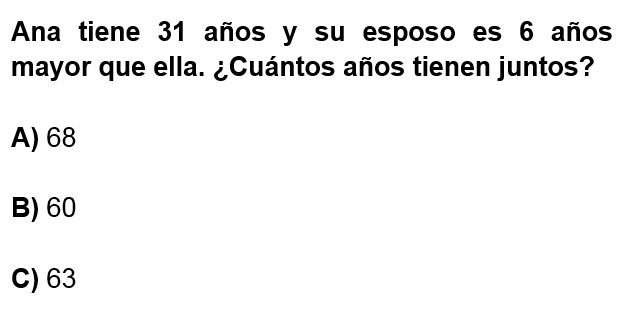 Ana tiene 31 años y su esposo es 6 años
mayor que ella. ¿Cuántos años tienen juntos?
A) 68
B) 60
C) 63